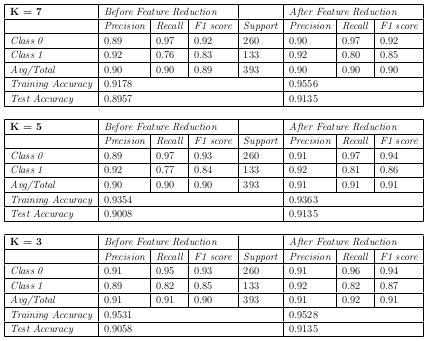 K = 7 Before Feature Reduction After Feature Reduction
Precision Recall F1 score Support Precision Recall F1 score
Class 0 0.89 0.97 0.92 260 0.90 0.97 0.92
Class 1 0.92 0.76 0.83 133 0.92 0.80 0.85
Avg/Total 0.90 0.90 0.89 393 0.90 0.90 0.90
Training Accuracy 0.9178 0.9556
Test Accuracy 0.8957 0.9135
K = 5 Before Feature Reduction After Feature Reduction
Precision Recall F1 score Support Precision Recall F1 score
Class 0 0.89 0.97 0.93 260 0.91 0.97 0.94
Class 1 0.92 0.77 0.84 133 0.92 0.81 0.86
Avg/Total 0.90 0.90 0.90 393 0.91 0.91 0.91
Training Accuracy 0.9354 0.9363
Test Accuracy 0.9008 0.9135
K = 3 Before Feature Reduction After Feature Reduction
Precision Recall F1 score Support Precision Recall F1 score
Class 0 0.91 0.95 0.93 260 0.91 0.96 0.94
Class 1 0.89 0.82 0.85 133 0.92 0.82 0.87
Avg/Total 0.91 0.91 0.90 393 0.91 0.92 0.91
Training Accuracy 0.9531 0.9528
Test Accuracy 0.9058 0.9135